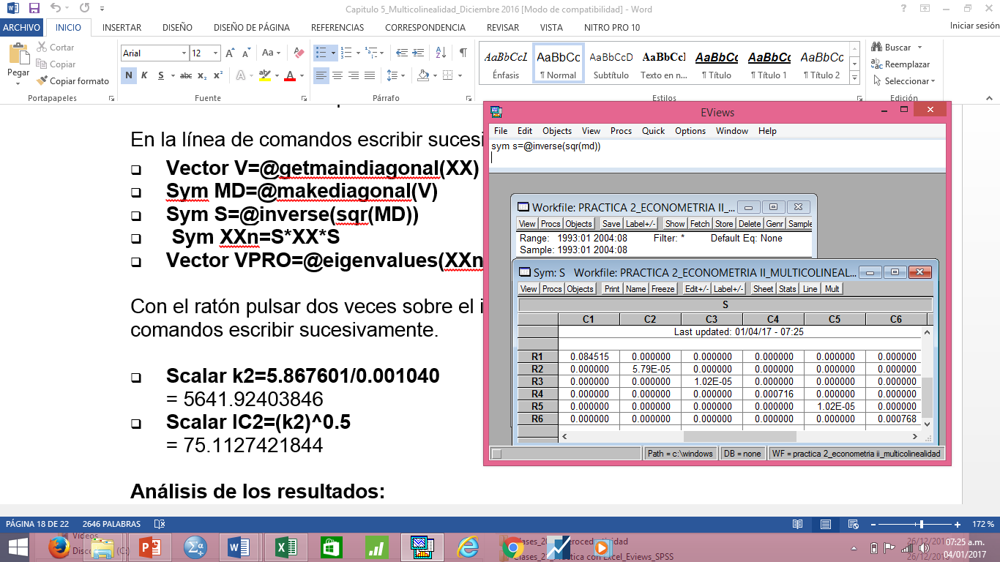 Capitulo 5_Multicolinealidad_Diciembre 2016 [Modo de compatibilidad] - Word
ARCHIVO INICIO INSERTAR DISEÑO DISEÑO DE PÁGINA REFERENCIAS CORRESPONDENCIA REVISAR VISTA NITRO PRO 10 Iniciar sesión
Pegar
Cortar
Copiar
Copiar formato
Portapapeles
Arial 12
N K S abc x₂ x²
Fuente
Párrafo
AaBbCcL AaBbCc AaBbCcD AaBbCcl AaBbCc AaBbCc AaBbCc
Énfasis ¶ Normal Subtítulo Texto en n... ¶ Título ¶ Título 1 ¶ Título 2
Estilos
Buscar
Reemplazar
Seleccionar
Edición
En la línea de comandos escribir sucesi
Vector V=@getmaindiagonal(XX)
Sym MD=@makediagonal(V)
Sym S=@inverse(sqr(MD))
Sym XXn=S*XX*S
Vector VPRO=@eigenvalues(XXn
Con el ratón pulsar dos veces sobre el i
comandos escribir sucesivamente.
Scalar k2=5.867601/0.001040
= 5641.92403846
Scalar IC2=(k2)^0.5
= 75.1127421844
Análisis de los resultados:
EViews
File Edit Objects View Procs Quick Options Window Help
sym s=@inverse(sqr(md))
Workfile: PRACTICA 2_ECONOMETRIA II_...
View Procs Objects Save Label+/- Show Fetch Store Delete Genr Sample
Range: 1993:01 2004:08 Filter: * Default Eq: None
Sample: 1993:01 2004:08
Sym: S Workfile: PRACTICA 2_ECONOMETRIA II_MULTICOLINEAL...
View Procs Objects Print Name Freeze Edit+/- Label+/- Sheet Stats Line Mult
S
C1 C2 C3 C4 C5 C6
Last updated: 01/04/17 - 07:25
R1 0.084515 0.000000 0.000000 0.000000 0.000000 0.000000
R2 0.000000 5.79E-05 0.000000 0.000000 0.000000 0.000000
R3 0.000000 0.000000 1.02E-05 0.000000 0.000000 0.000000
R4 0.000000 0.000000 0.000000 0.000716 0.000000 0.000000
R5 0.000000 0.000000 0.000000 0.000000 1.02E-05 0.000000
R6 0.000000 0.000000 0.000000 0.000000 0.000000 0.000768
Path = c:\windows DB = none WF = practica 2_econometria ii_multicolinealidad
PÁGINA 18 DE 22 2646 PALABRAS 172 %
Videos
(C:)
26/12/201
26/12/201
07:25 a.m.
04/01/2017